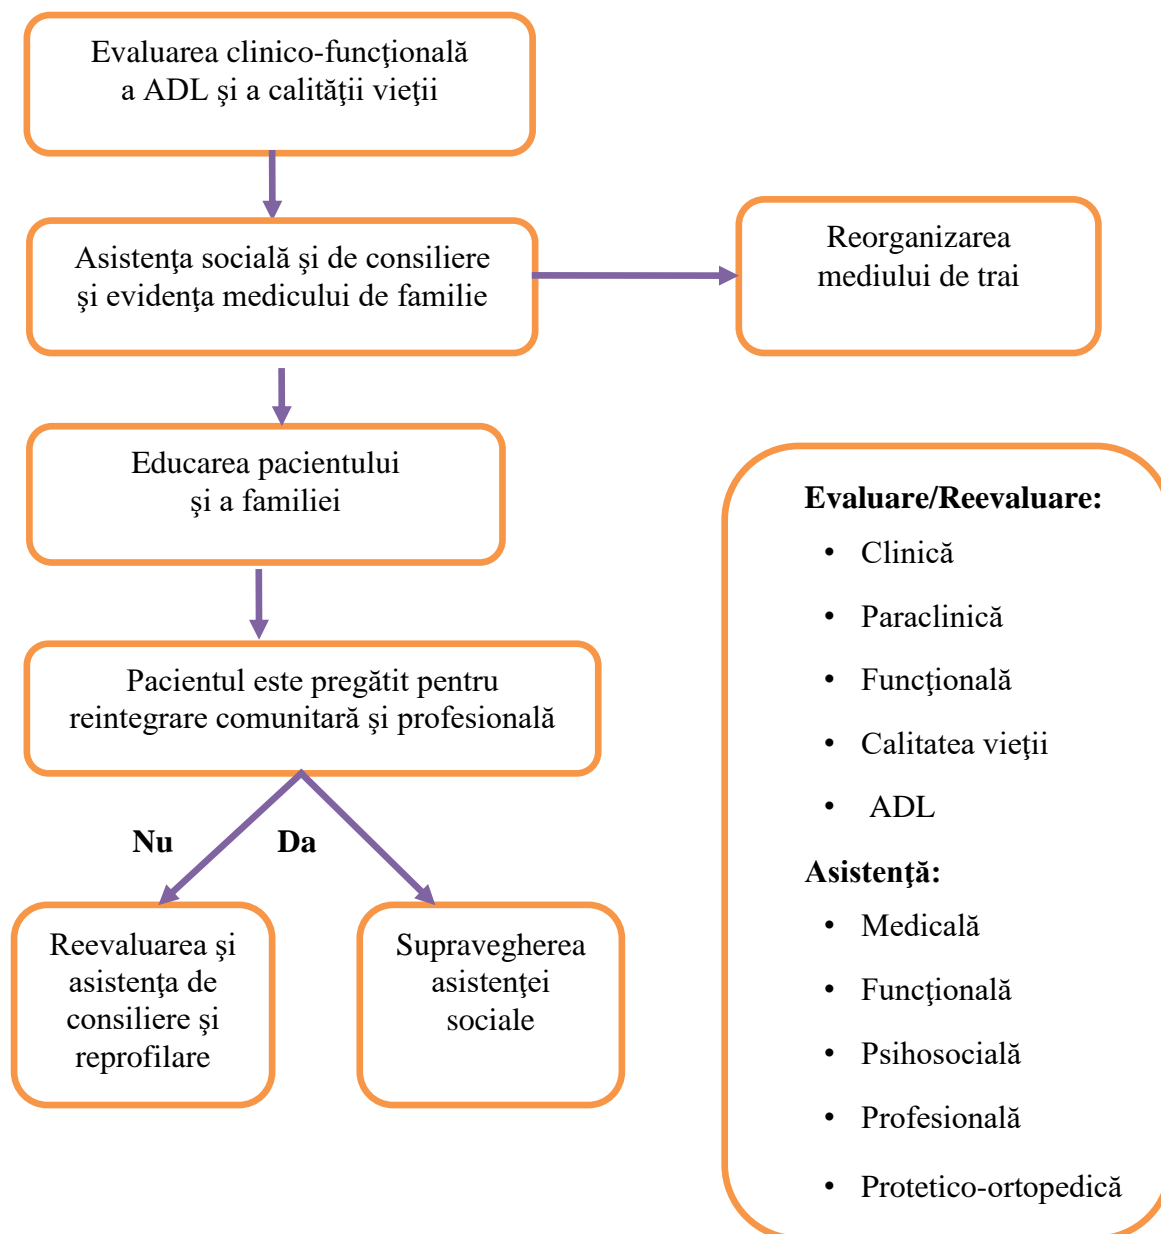 Evaluarea clinico-funcţională
a ADL şi a calităţii vieţii
Asistenţa socială şi de consiliere
şi evidenţa medicului de familie
Reorganizarea
mediului de trai
Educarea pacientului
şi a familiei
Pacientul este pregătit pentru
reintegrare comunitară şi profesională
Nu
Da
Reevaluarea şi
asistenţa de
consiliere şi
reprofilare
Supravegherea
asistenţei
sociale
Evaluare/Reevaluare:
• Clinică
• Paraclinică
• Funcţională
• Calitatea vieţii
• ADL
Asistenţă:
• Medicală
• Funcţională
• Psihosocială
• Profesională
• Protetico-ortopedică